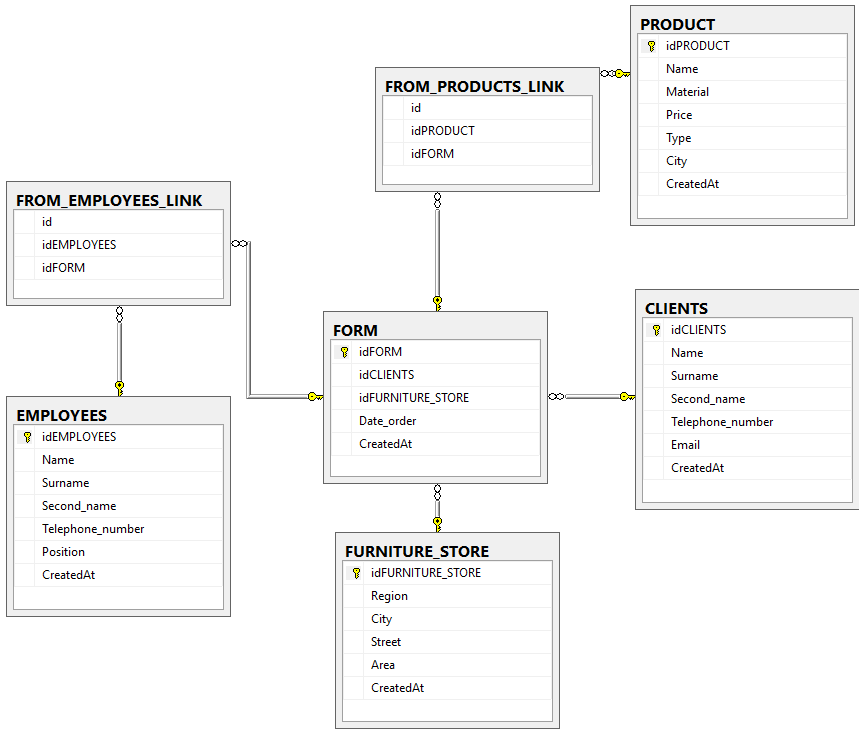 PRODUCT
idPRODUCT
Name
Material
Price
Type
City
CreatedAt
FROM_PRODUCTS_LINK
id
idPRODUCT
idFORM
FROM_EMPLOYEES_LINK
id
idEMPLOYEES
idFORM
FORM
idFORM
idCLIENTS
idFURNITURE_STORE
Date_order
CreatedAt
CLIENTS
idCLIENTS
Name
Surname
Second_name
Telephone_number
Email
CreatedAt
EMPLOYEES
idEMPLOYEES
Name
Surname
Second_name
Telephone_number
Position
CreatedAt
FURNITURE_STORE
idFURNITURE_STORE
Region
City
Street
Area
CreatedAt